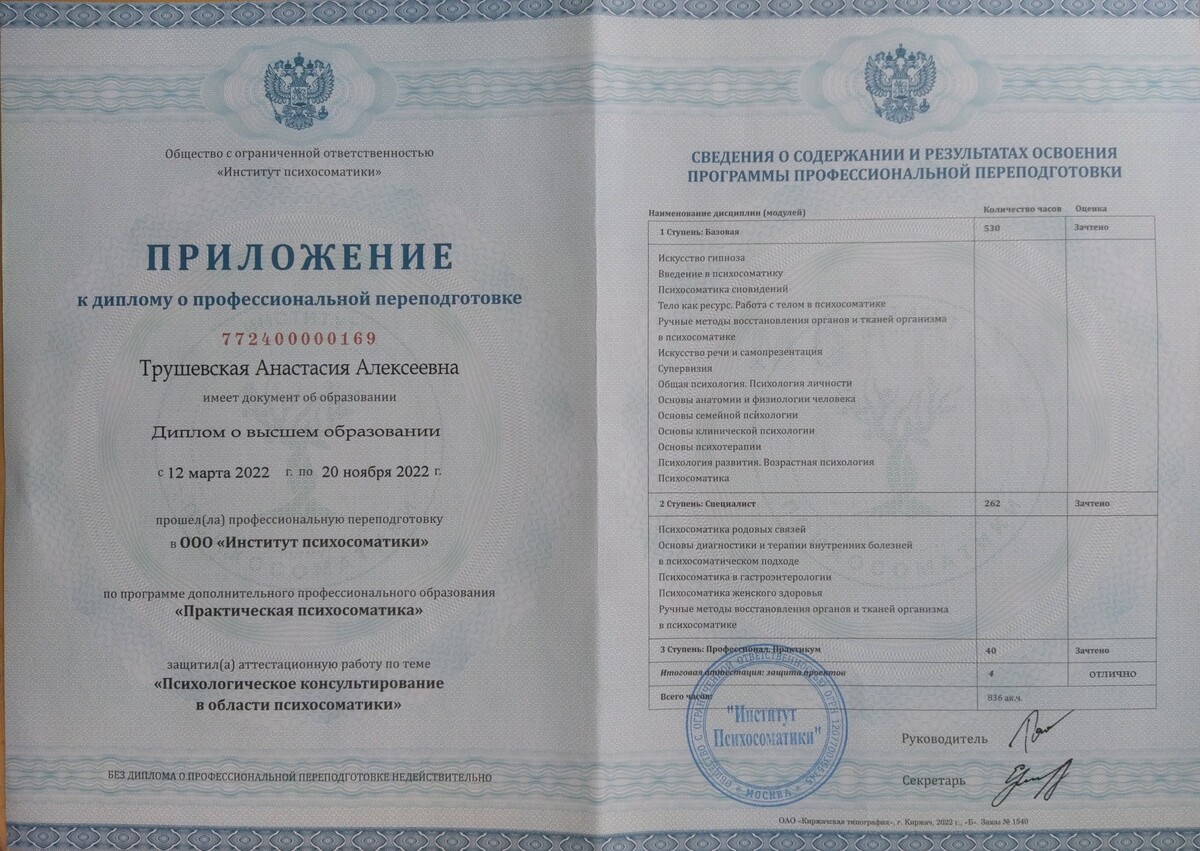 Общество с ограниченной ответственностью
«Институт психосоматики»
ПРИЛОЖЕНИЕ
к диплому о профессиональной переподготовке
772400000169
Трушевская Анастасия Алексеевна
имеет документ об образовании
Диплом о высшем образовании
с 12 марта 2022 г. по 20 ноября 2022 г.
прошел(ла) профессиональную переподготовку
в ООО «Институт психосоматики»
по программе дополнительного профессионального образования
«Практическая психосоматика»
защитил(а) аттестационную работу по теме
«Психологическое консультирование
в области психосоматики»
БЕЗ ДИПЛОМА О ПРОФЕССИОНАЛЬНОЙ ПЕРЕПОДГОТОВКЕ НЕДЕЙСТВИТЕЛЬНО
СВЕДЕНИЯ О СОДЕРЖАНИИ И РЕЗУЛЬТАТАХ ОСВОЕНИЯ
ПРОГРАММЫ ПРОФЕССИОНАЛЬНОЙ ПЕРЕПОДГОТОВКИ
Наименование дисциплин (модулей) Количество часов Оценка
1 Ступень: Базовая 530 Зачтено
Искусство гипноза
Введение в психосоматику
Психосоматика сновидений
Тело как ресурс. Работа с телом в психосоматике
Ручные методы восстановления органов и тканей организма
в психосоматике
Искусство речи и самопрезентация
Супервизия
Общая психология. Психология личности
Основы анатомии и физиологии человека
Основы семейной психологии
Основы клинической психологии
Основы психотерапии
Психология развития. Возрастная психология
Психосоматика
2 Ступень: Специалист 262 Зачтено
Психосоматика родовых связей
Основы диагностики и терапии внутренних болезней
в психосоматическом подходе
Психосоматика в гастроэнтерологии
Психосоматика женского здоровья
Ручные методы восстановления органов и тканей организма
в психосоматике
3 Ступень: Профессионал. Практикум 40 Зачтено
Итоговая аттестация: защита проектов 4 ОТЛИЧНО
Всего часов: 836 ак.ч.
"Институт
Психосоматики"
МОСКВА
Руководитель
Секретарь
ОАО «Киржачская типография», г. Киржач, 2022 г., «Б». Заказ № 1540